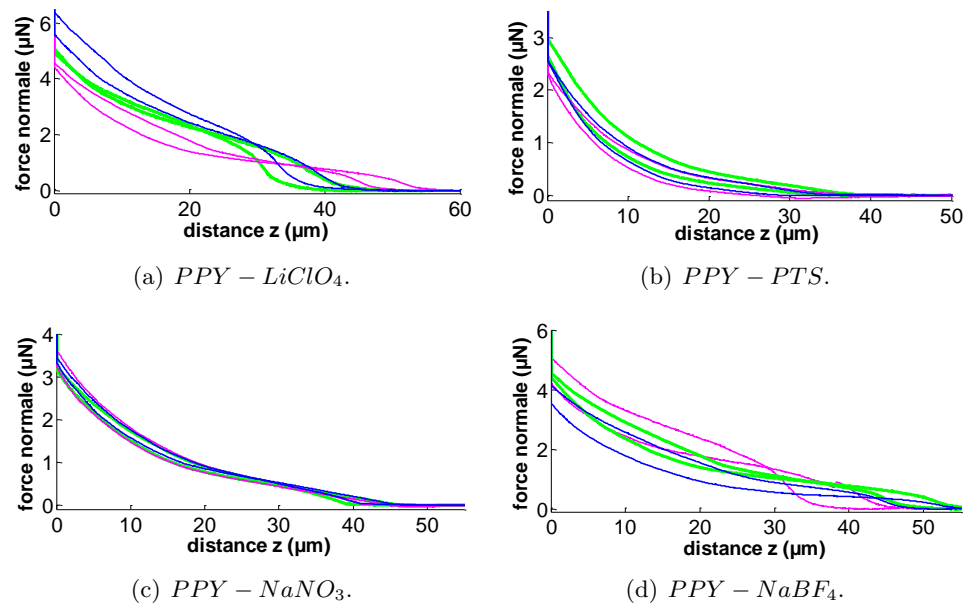 6
4
2
0
force normale (µN)
0 20 40 60
distance z (µm)
(a) PPY − LiClO₄.
3
2
1
0
force normale (µN)
0 10 20 30 40 50
distance z (µm)
(b) PPY − PTS.
4
3
2
1
0
force normale (µN)
0 10 20 30 40 50
distance z (µm)
(c) PPY − NaNO₃.
6
4
2
0
force normale (µN)
0 10 20 30 40 50
distance z (µm)
(d) PPY − NaBF₄.